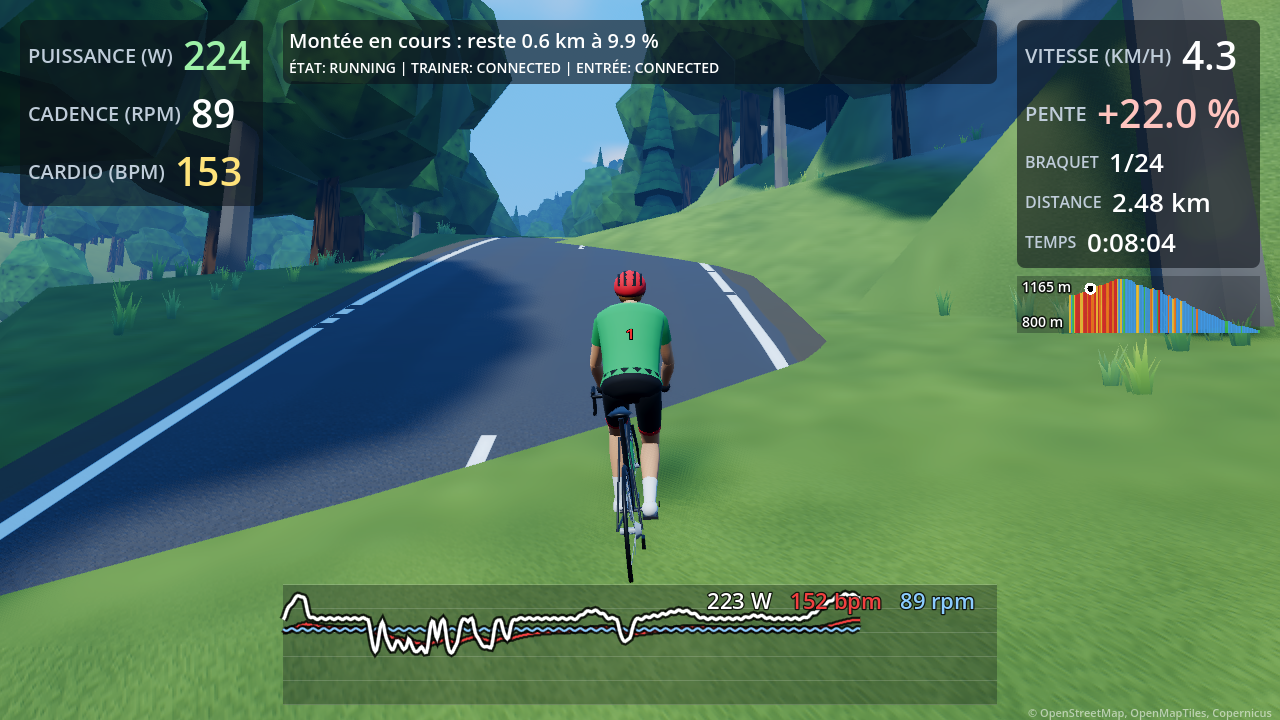 PUISSANCE (W) 224
CADENCE (RPM) 89
CARDIO (BPM) 153
Montée en cours : reste 0.6 km à 9.9 %
ÉTAT: RUNNING | TRAINER: CONNECTED | ENTRÉE: CONNECTED
VITESSE (KM/H) 4.3
PENTE +22.0 %
BRAQUET 1/24
DISTANCE 2.48 km
TEMPS 0:08:04
1165 m
800 m
1
223 W 152 bpm 89 rpm
© OpenStreetMap, OpenMapTiles, Copernicus